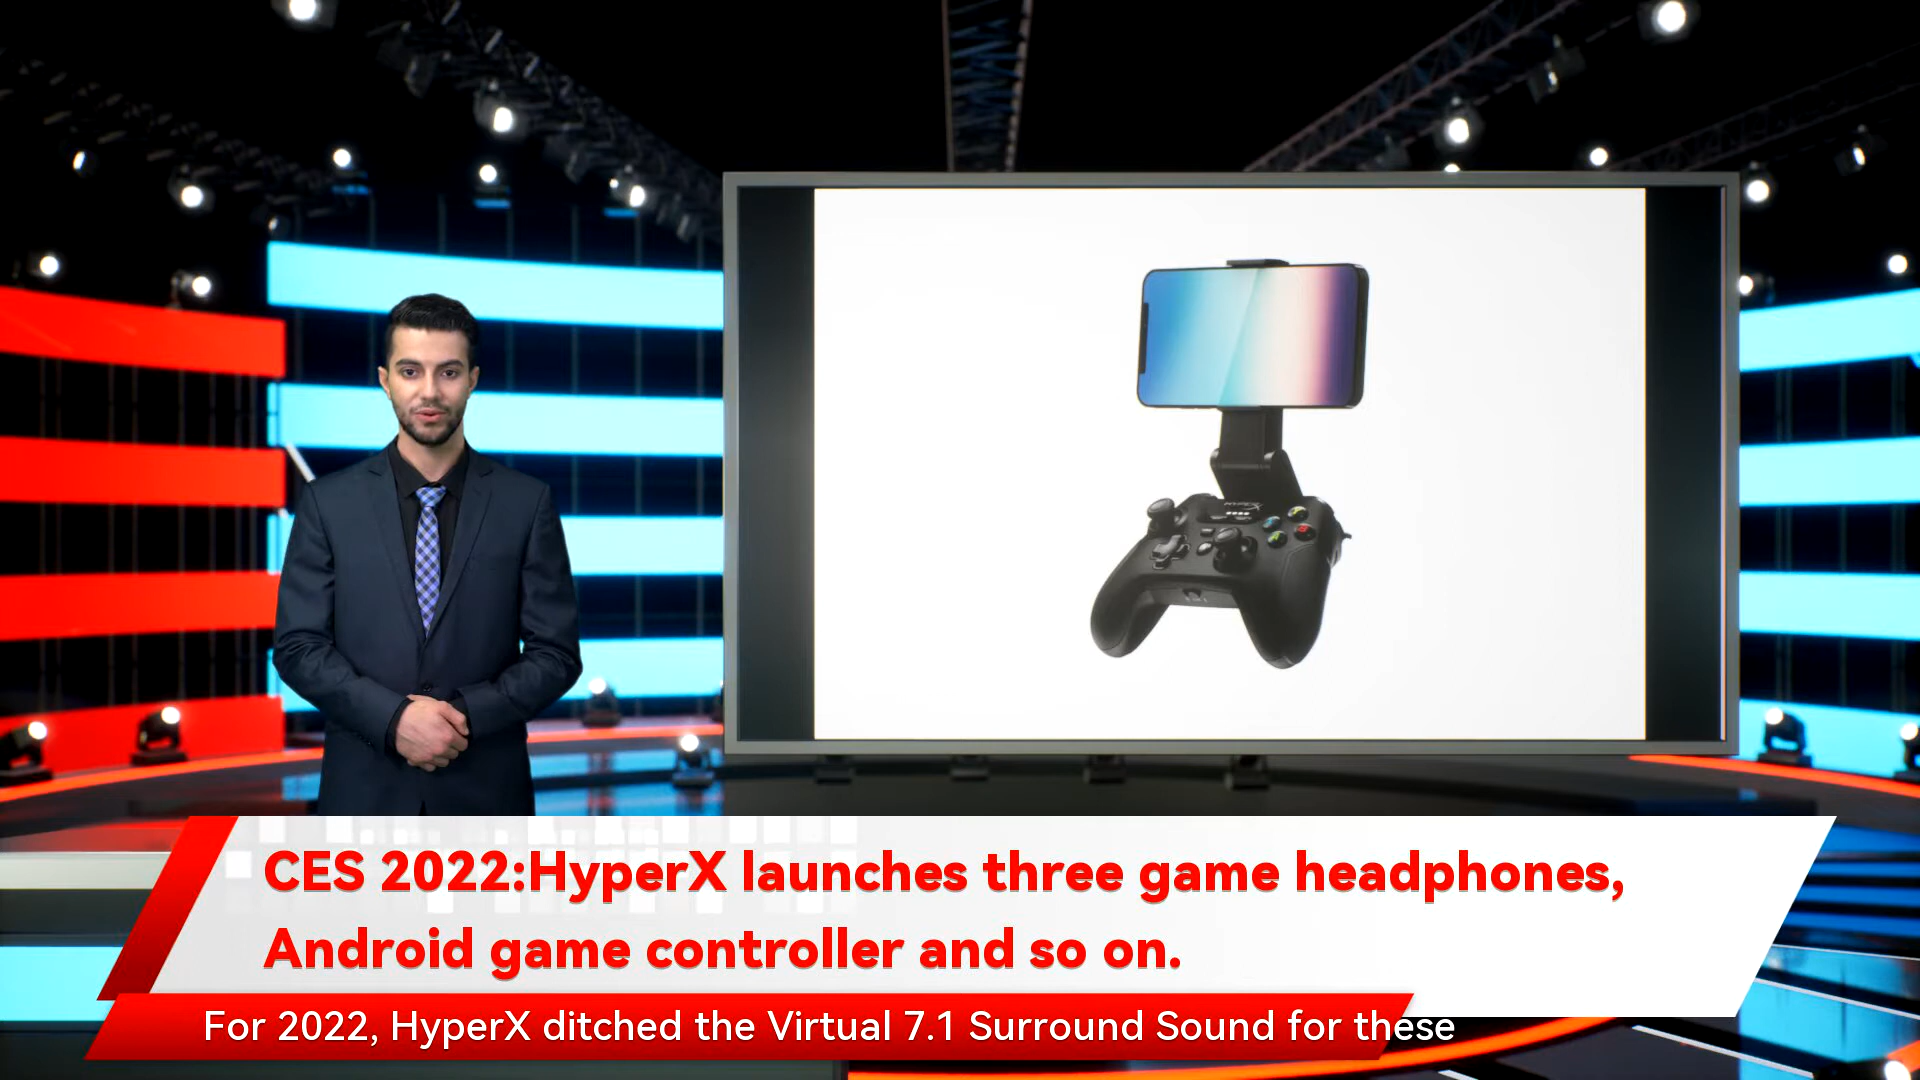 CES 2022:HyperX launches three game headphones,
Android game controller and so on.
For 2022, HyperX ditched the Virtual 7.1 Surround Sound for these